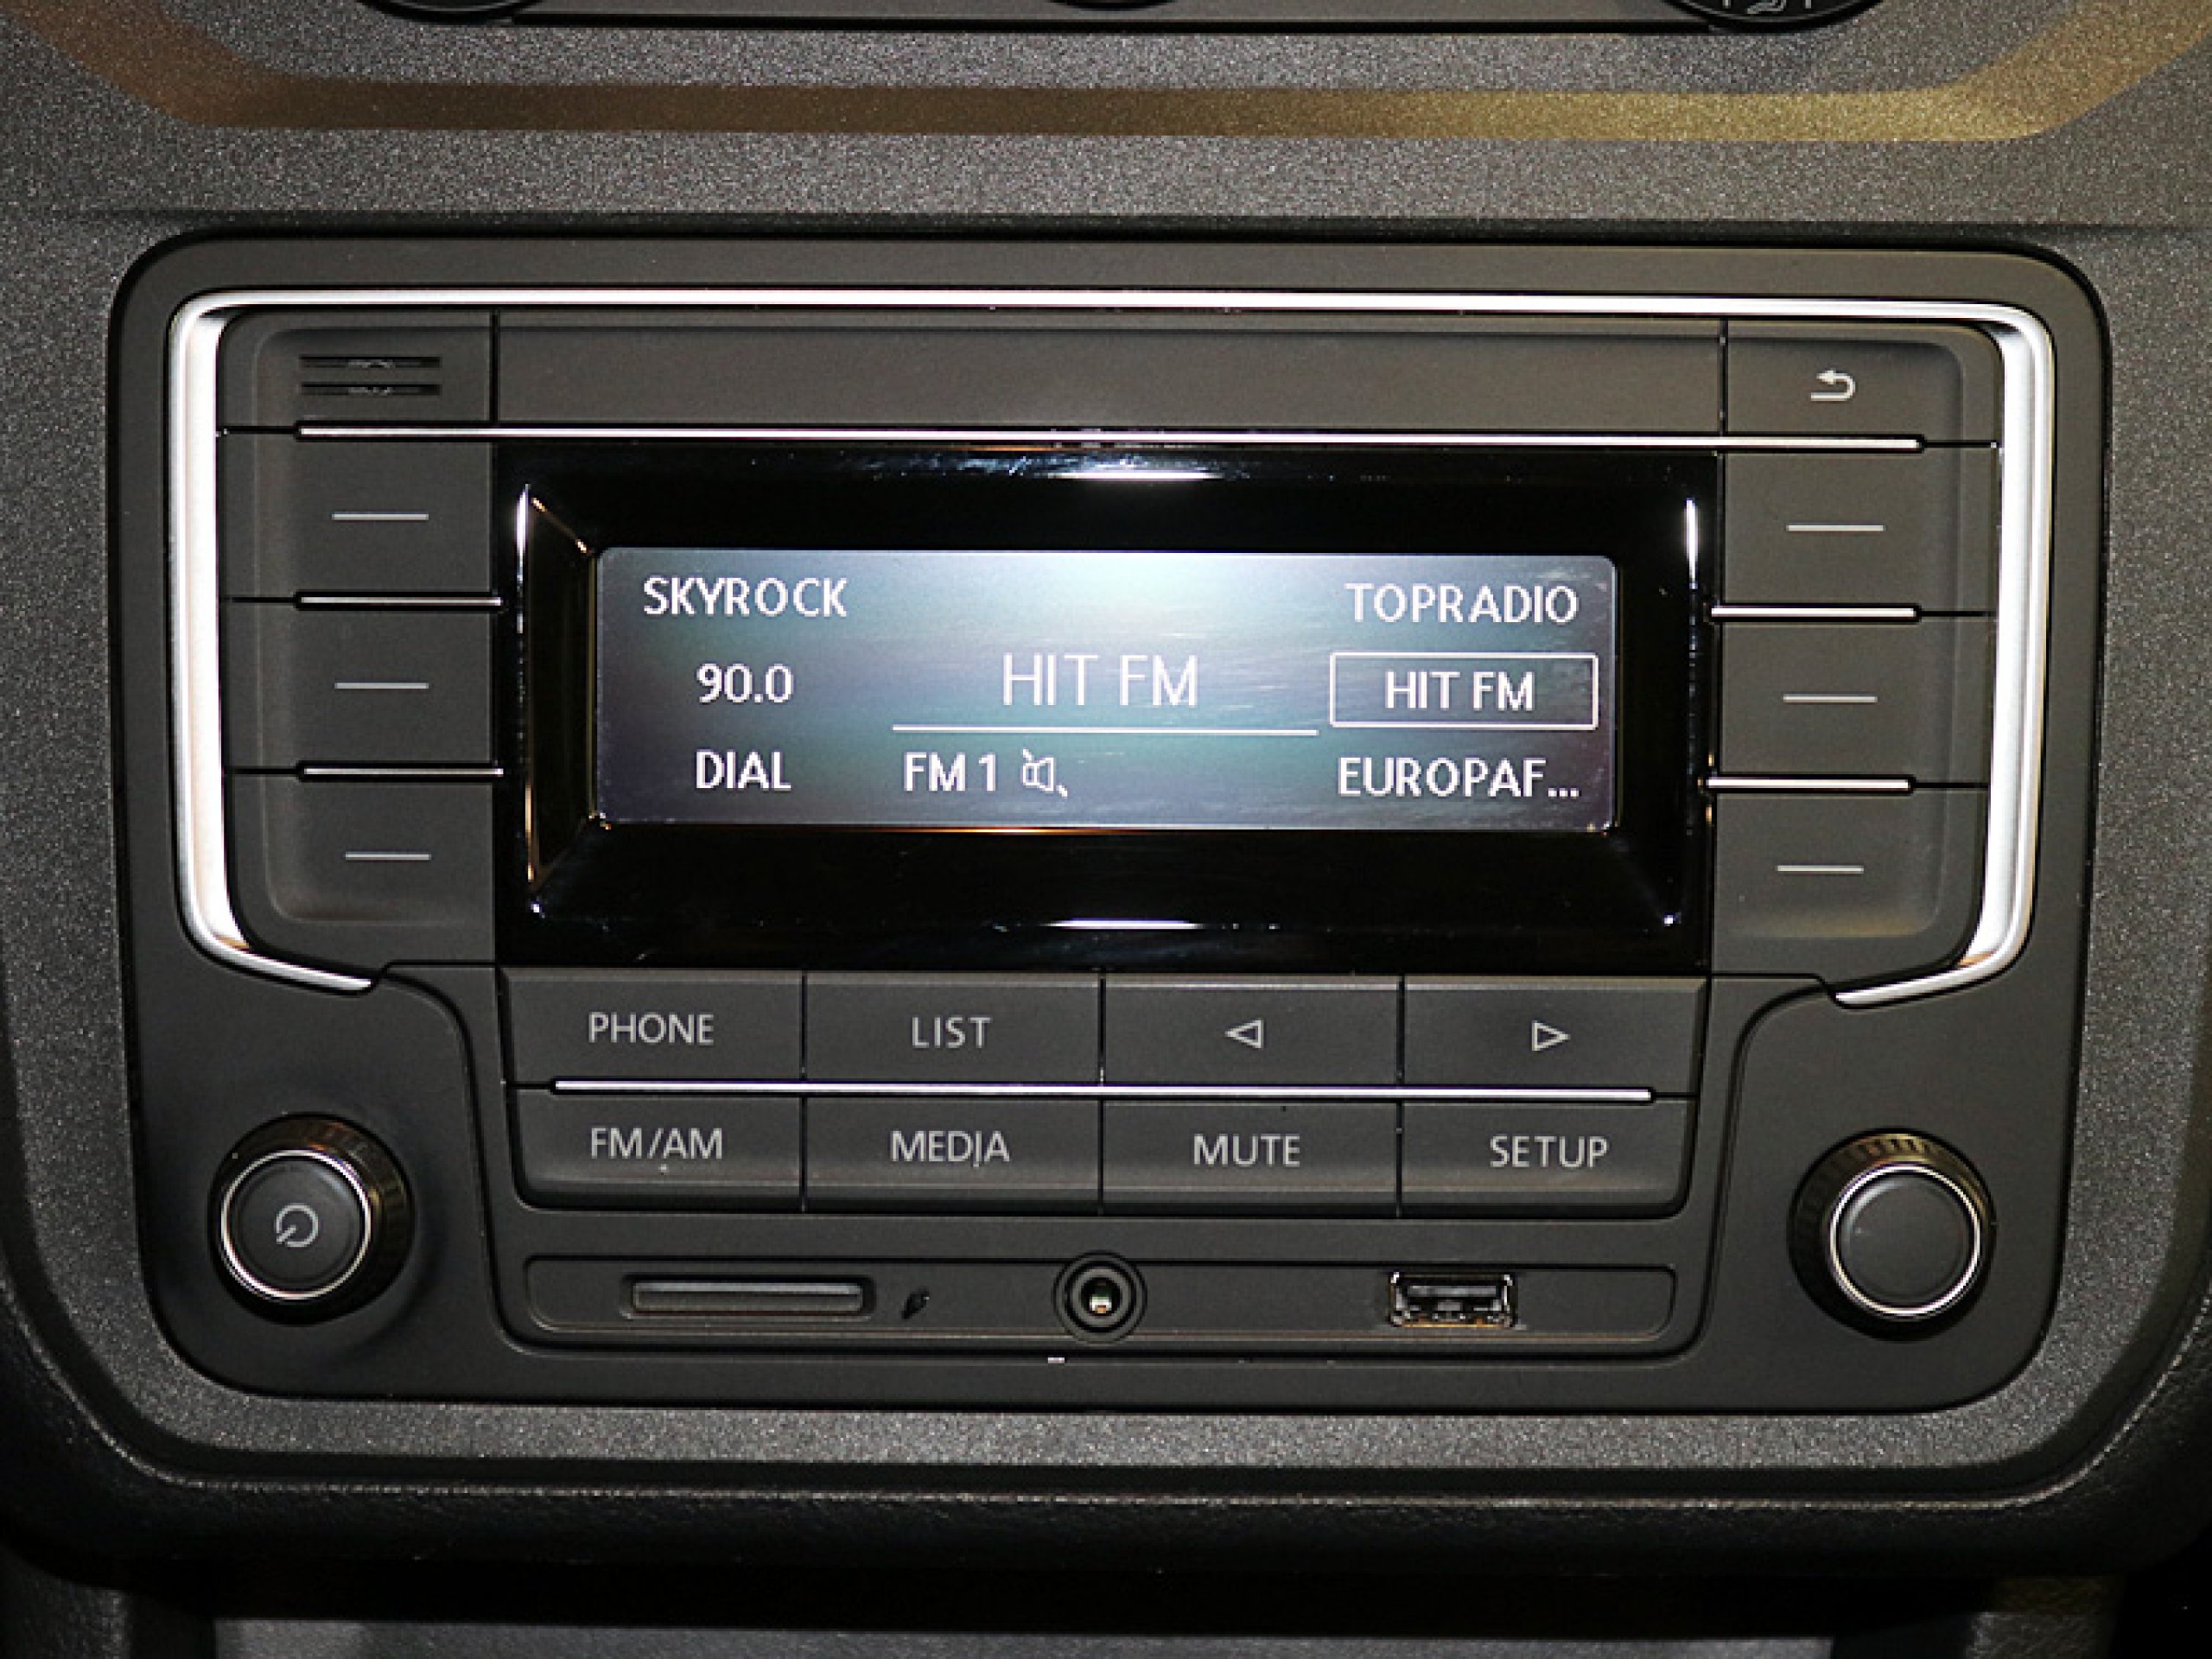 SKYROCK
TOPRADIO
90.0
HIT FM
HIT FM
DIAL
FM 1
EUROPAF...
PHONE
LIST
FM/AM
MEDIA
MUTE
SETUP